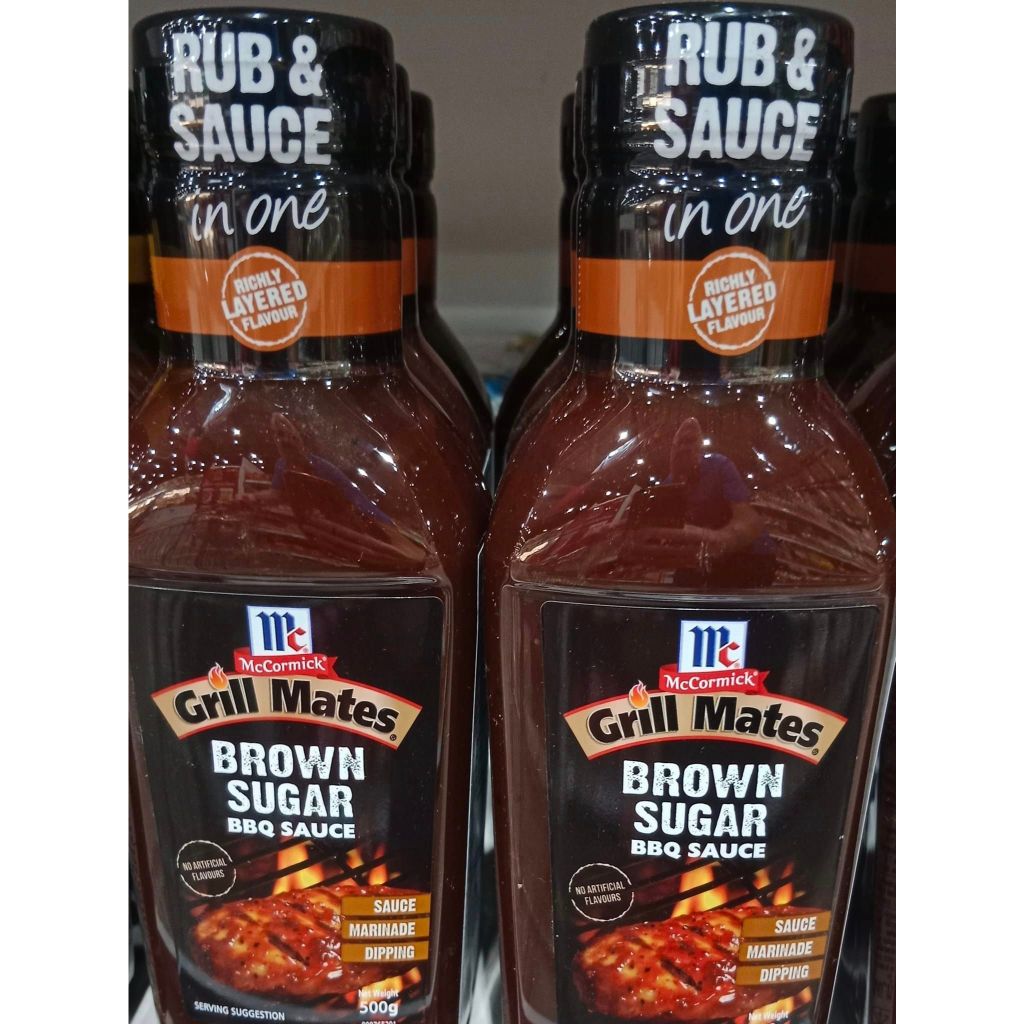 RUB &
SAUCE
in one
RICHLY
LAYERED
FLAVOUR
Mc
McCormick®
Grill Mates®
BROWN
SUGAR
BBQ SAUCE
NO ARTIFICIAL
FLAVOURS
SAUCE
MARINADE
DIPPING
SERVING SUGGESTION
Net Weight
500g
RUB &
SAUCE
in one
RICHLY
LAYERED
FLAVOUR
Mc
McCormick®
Grill Mates®
BROWN
SUGAR
BBQ SAUCE
NO ARTIFICIAL
FLAVOURS
SAUCE
MARINADE
DIPPING
Net Weight